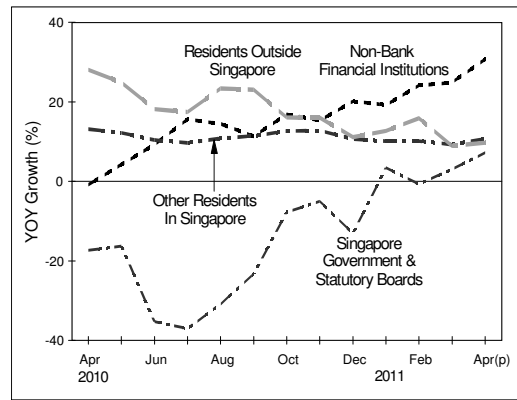 40
20
0
-20
-40
YOY Growth (%)
Residents Outside
Singapore
Non-Bank
Financial Institutions
Other Residents
In Singapore
Singapore
Government &
Statutory Boards
Apr
Jun
Aug
Oct
Dec
Feb
Apr(p)
2010
2011